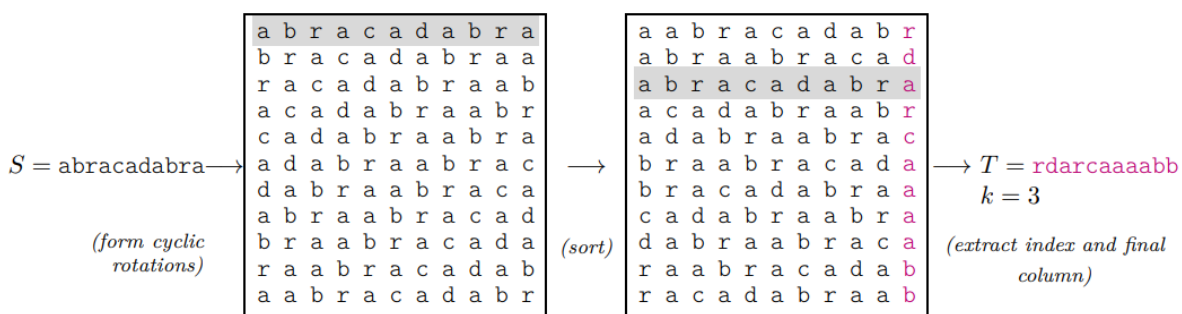 a b r a c a d a b r a
b r a c a d a b r a a
r a c a d a b r a a b
a c a d a b r a a b r
c a d a b r a a b r a
a d a b r a a b r a c
d a b r a a b r a c a
a b r a a b r a c a d
b r a a b r a c a d a
r a a b r a c a d a b
a a b r a c a d a b r
S = abracadabra→
(form cyclic
rotations)
→
(sort)
a a b r a c a d a b r
a b r a a b r a c a d
a b r a c a d a b r a
a c a d a b r a a b r
a d a b r a a b r a c
b r a a b r a c a d a
b r a c a d a b r a a
c a d a b r a a b r a
d a b r a a b r a c a
r a a b r a c a d a b
r a c a d a b r a a b
→ T = rdarcaaaabb
k = 3
(extract index and final
column)